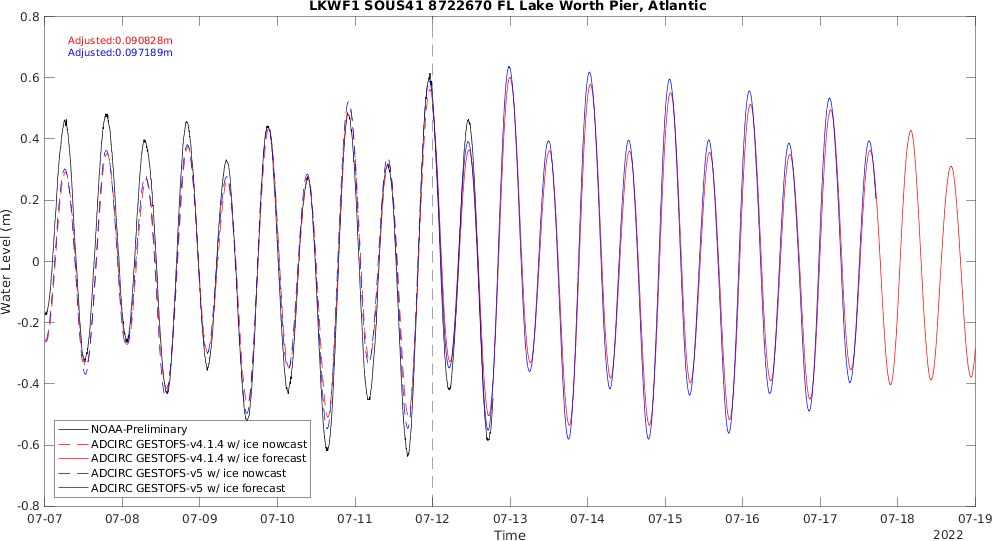 LKWF1 SOUS41 8722670 FL Lake Worth Pier, Atlantic
Adjusted:0.090828m
Adjusted:0.097189m
0.8
0.6
0.4
0.2
0
-0.2
-0.4
-0.6
-0.8
Water Level (m)
NOAA-Preliminary
ADCIRC GESTOFS-v4.1.4 w/ ice nowcast
ADCIRC GESTOFS-v4.1.4 w/ ice forecast
ADCIRC GESTOFS-v5 w/ ice nowcast
ADCIRC GESTOFS-v5 w/ ice forecast
07-07 07-08 07-09 07-10 07-11 07-12 07-13 07-14 07-15 07-16 07-17 07-18 07-19
Time
2022